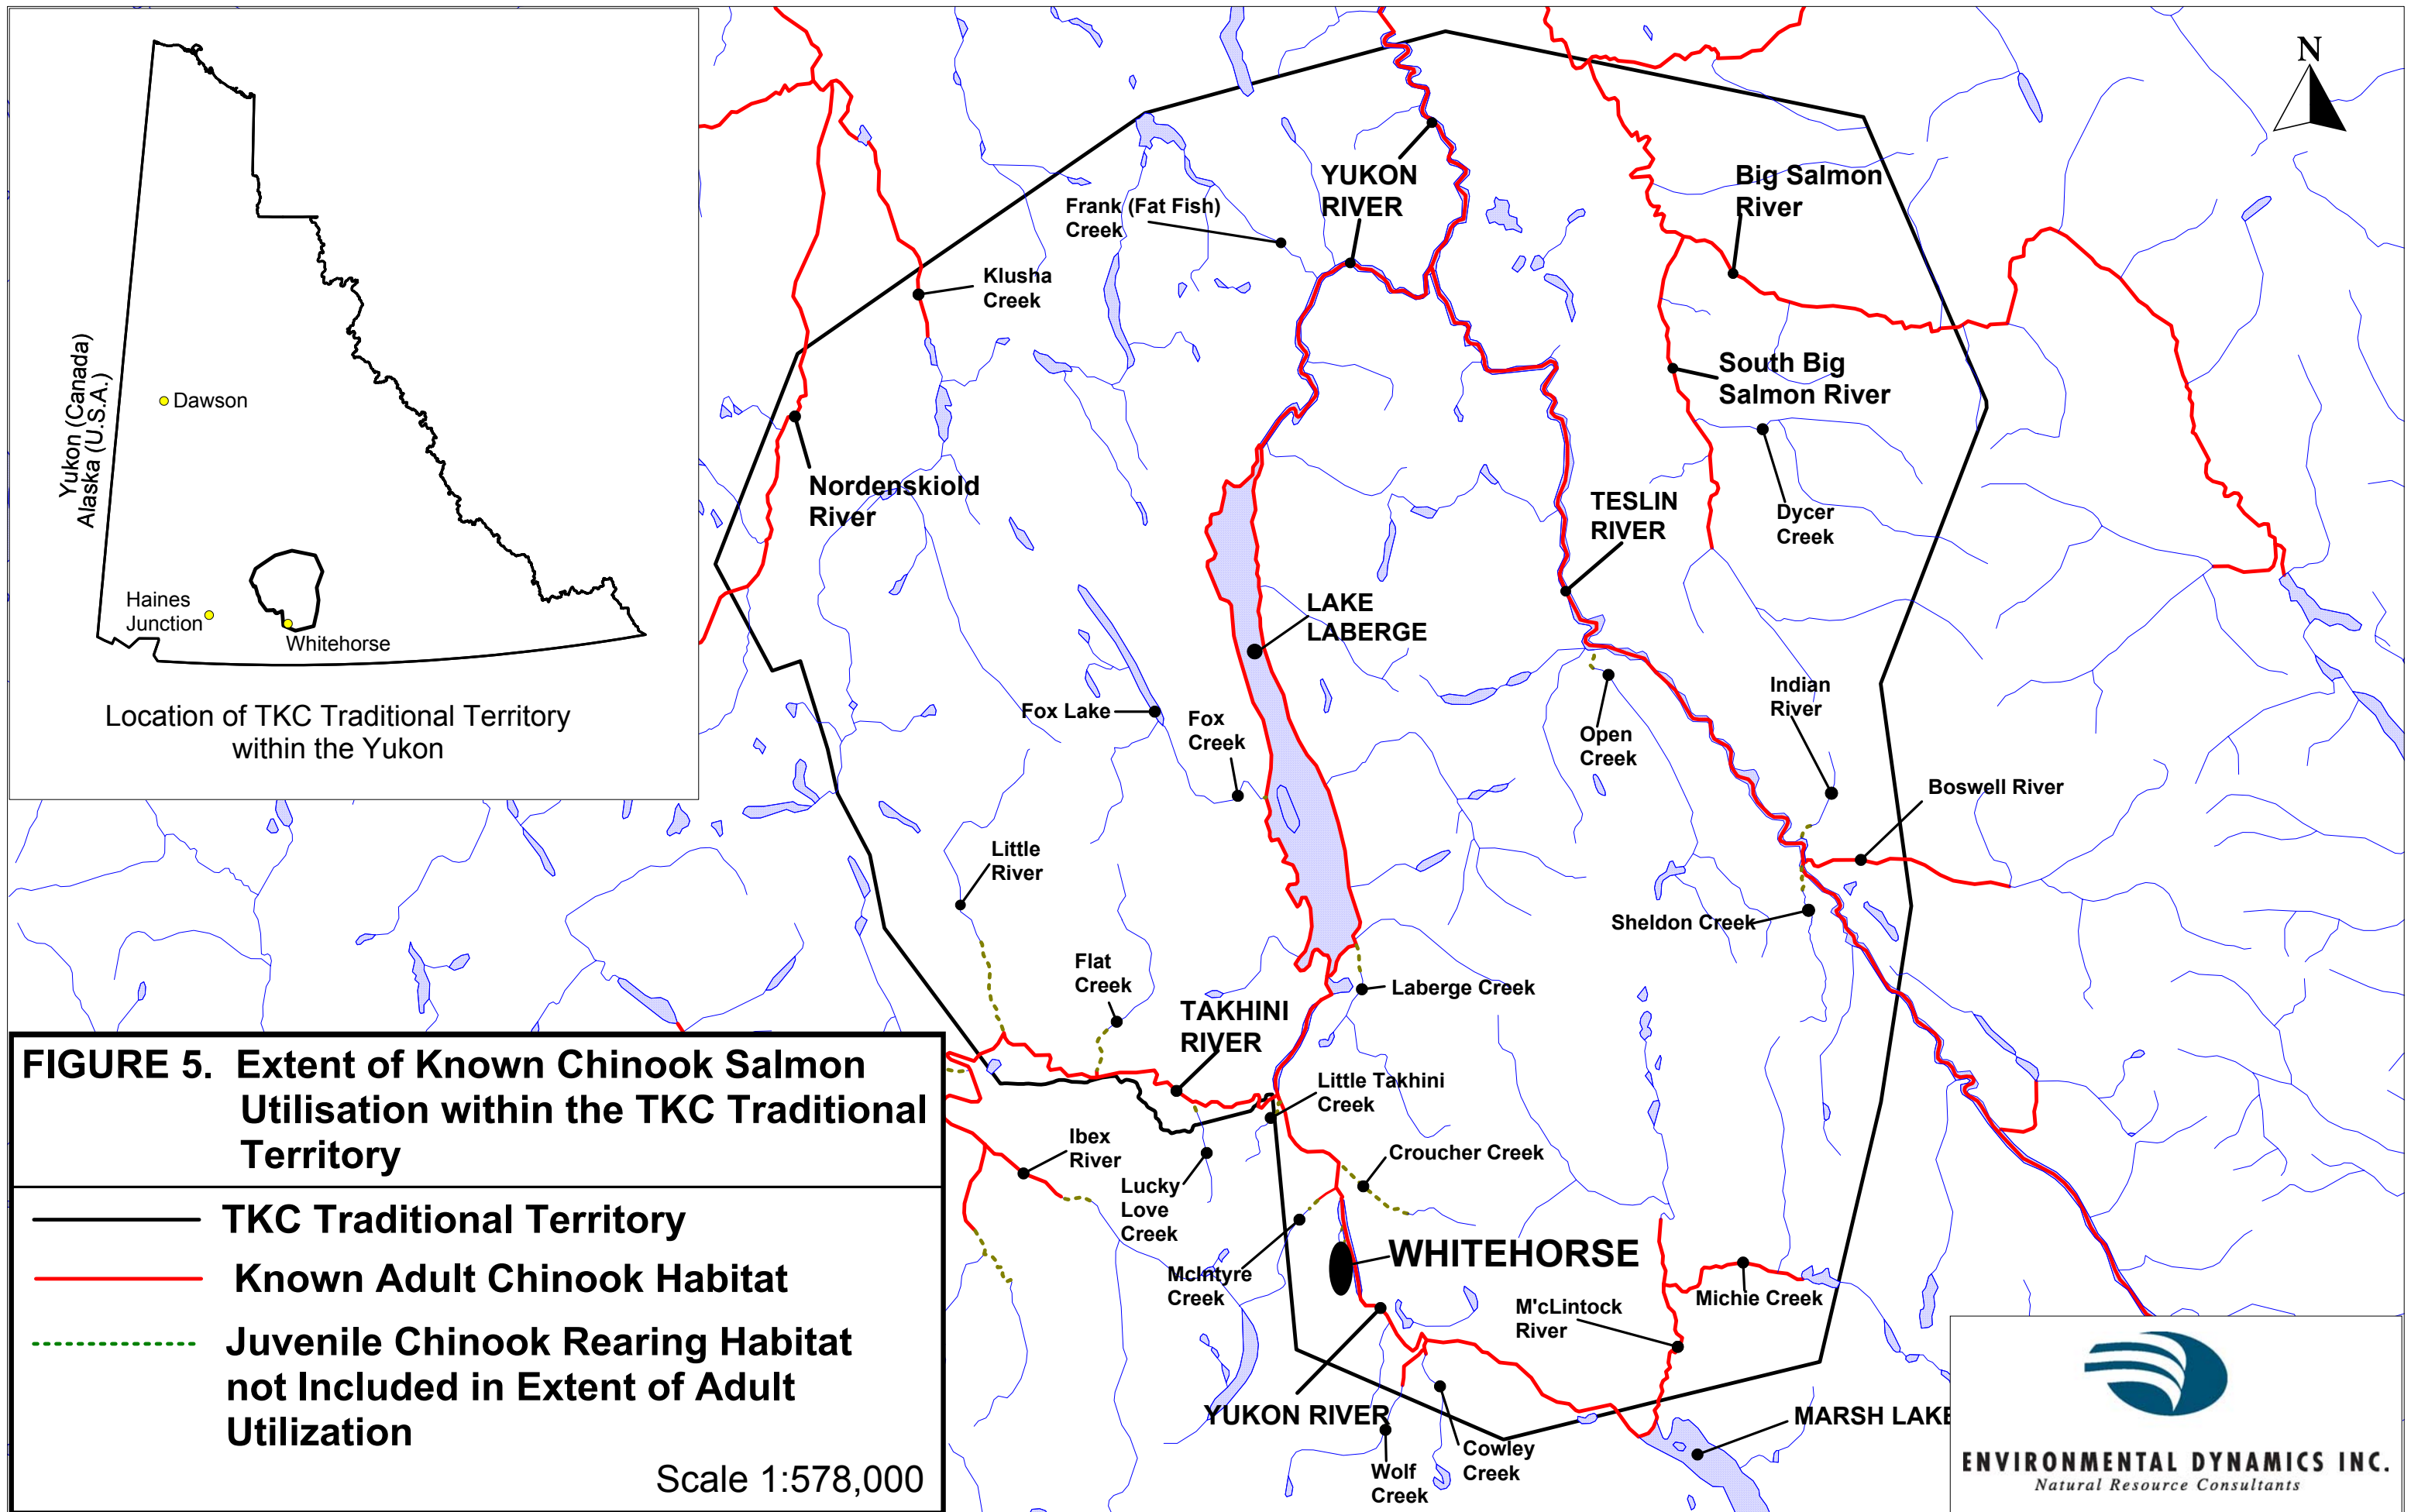 N
YUKON
RIVER
Big Salmon
River
Frank (Fat Fish)
Creek
Klusha
Creek
Yukon (Canada)
Alaska (U.S.A.)
Dawson
South Big
Salmon River
Nordenskiold
River
TESLIN
RIVER
Dycer
Creek
Haines
Junction
Whitehorse
LAKE
LABERGE
Location of TKC Traditional Territory
within the Yukon
Fox Lake
Fox
Creek
Open
Creek
Indian
River
Boswell River
Little
River
Sheldon Creek
Flat
Creek
Laberge Creek
TAKHINI
RIVER
Little Takhini
Creek
Ibex
River
Lucky
Love
Creek
Croucher Creek
McIntyre
Creek
WHITEHORSE
M'cLintock
River
Michie Creek
YUKON RIVER
MARSH LAKE
Wolf
Creek
Cowley
Creek
FIGURE 5. Extent of Known Chinook Salmon
Utilisation within the TKC Traditional
Territory
TKC Traditional Territory
Known Adult Chinook Habitat
Juvenile Chinook Rearing Habitat
not Included in Extent of Adult
Utilization
Scale 1:578,000
ENVIRONMENTAL DYNAMICS INC.
Natural Resource Consultants